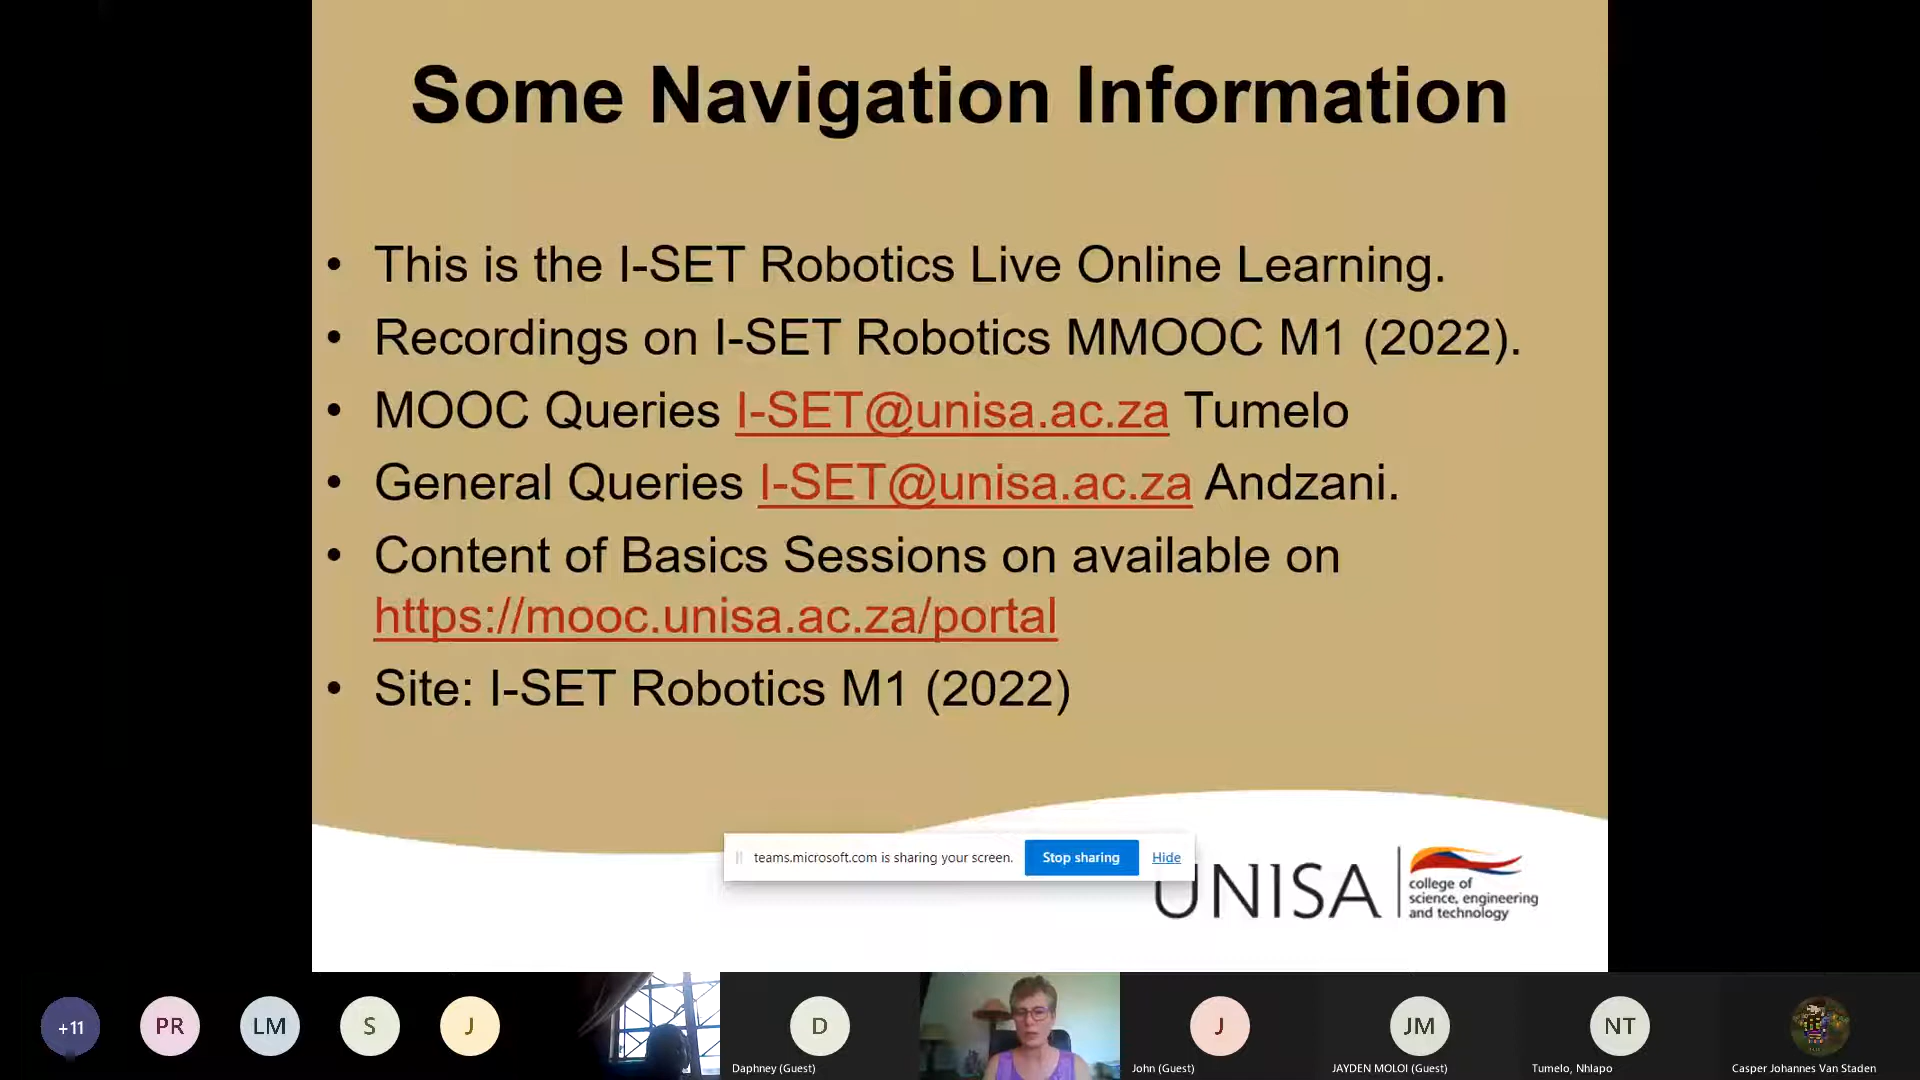 Some Navigation Information
• This is the I-SET Robotics Live Online Learning.
• Recordings on I-SET Robotics MMOOC M1 (2022).
• MOOC Queries I-SET@unisa.ac.za Tumelo
• General Queries I-SET@unisa.ac.za Andzani.
• Content of Basics Sessions on available on
https://mooc.unisa.ac.za/portal
• Site: I-SET Robotics M1 (2022)
teams.microsoft.com is sharing your screen.
Stop sharing
Hide
UNISA
college of
science, engineering
and technology
+11
PR
LM
S
J
D
J
JM
NT
Daphney (Guest)
John (Guest)
JAYDEN MOLOI (Guest)
Tumelo, Nhlapo
Casper Johannes Van Staden